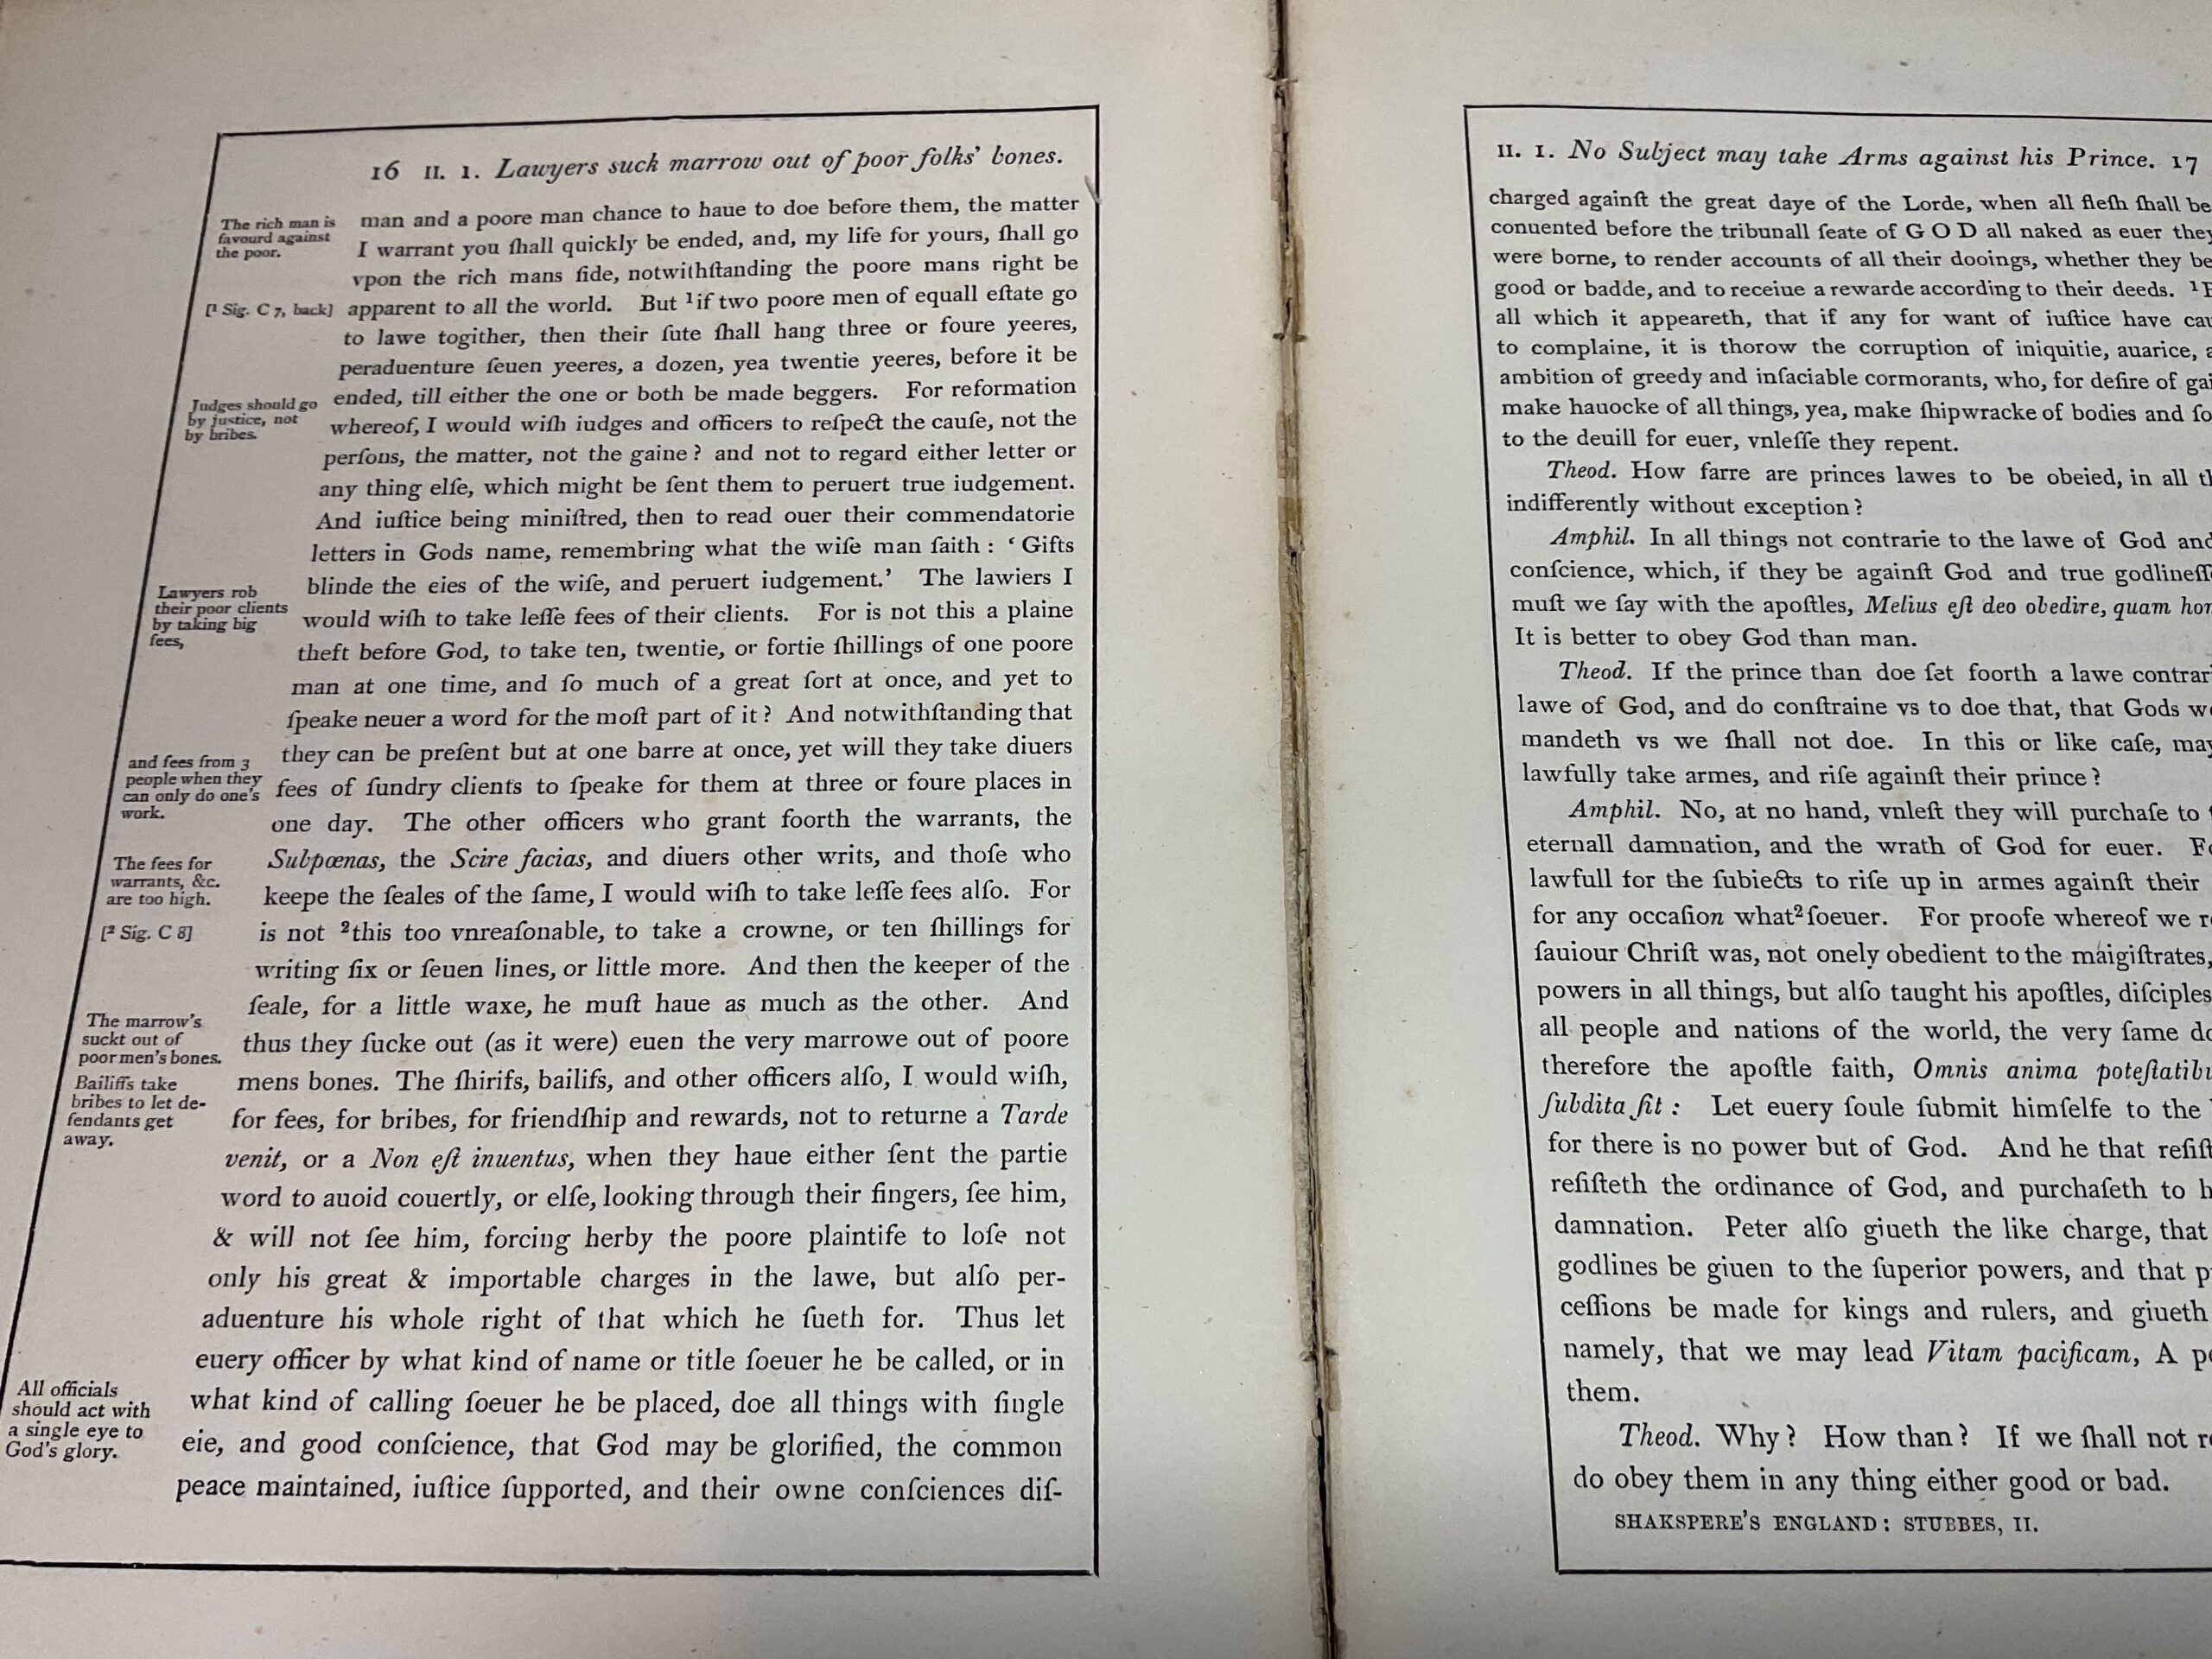 16 II. 1. Lawyers suck marrow out of poor folks' bones.
The rich man is
favourd against
the poor.
[¹ Sig. C 7, back]
Judges should go
by justice, not
by bribes.
Lawyers rob
their poor clients
by taking big
fees,
and fees from 3
people when they
can only do one's
work.
The fees for
warrants, &c.
are too high.
[² Sig. C 8]
The marrow's
suckt out of
poor men's bones.
Bailiffs take
bribes to let de-
fendants get
away.
All officials
should act with
a single eye to
God's glory.
man and a poore man chance to haue to doe before them, the matter
I warrant you ſhall quickly be ended, and, my life for yours, ſhall go
vpon the rich mans ſide, notwithſtanding the poore mans right be
apparent to all the world. But ¹if two poore men of equall eſtate go
to lawe togither, then their ſute ſhall hang three or foure yeeres,
peraduenture ſeuen yeeres, a dozen, yea twentie yeeres, before it be
ended, till either the one or both be made beggers. For reformation
whereof, I would wiſh iudges and officers to reſpect the cauſe, not the
perſons, the matter, not the gaine? and not to regard either letter or
any thing elſe, which might be ſent them to peruert true iudgement.
And iuſtice being miniſtred, then to read ouer their commendatorie
letters in Gods name, remembring what the wiſe man ſaith: ‘Gifts
blinde the eies of the wiſe, and peruert iudgement.’ The lawiers I
would wiſh to take leſſe fees of their clients. For is not this a plaine
theft before God, to take ten, twentie, or fortie ſhillings of one poore
man at one time, and ſo much of a great ſort at once, and yet to
ſpeake neuer a word for the moſt part of it? And notwithſtanding that
they can be preſent but at one barre at once, yet will they take diuers
fees of ſundry clients to ſpeake for them at three or foure places in
one day. The other officers who grant foorth the warrants, the
Subpœnas, the Scire facias, and diuers other writs, and thoſe who
keepe the ſeales of the ſame, I would wiſh to take leſſe fees alſo. For
is not ²this too vnreaſonable, to take a crowne, or ten ſhillings for
writing ſix or ſeuen lines, or little more. And then the keeper of the
ſeale, for a little waxe, he muſt haue as much as the other. And
thus they ſucke out (as it were) euen the very marrowe out of poore
mens bones. The ſhirifs, bailifs, and other officers alſo, I would wiſh,
for fees, for bribes, for friendſhip and rewards, not to returne a Tarde
venit, or a Non eſt inuentus, when they haue either ſent the partie
word to auoid couertly, or elſe, looking through their fingers, ſee him,
& will not ſee him, forcing herby the poore plaintife to loſe not
only his great & importable charges in the lawe, but alſo per-
aduenture his whole right of that which he ſueth for. Thus let
euery officer by what kind of name or title ſoeuer he be called, or in
what kind of calling ſoeuer he be placed, doe all things with ſingle
eie, and good conſcience, that God may be glorified, the common
peace maintained, iuſtice ſupported, and their owne conſciences diſ-
II. 1. No Subject may take Arms against his Prince. 17
charged againſt the great daye of the Lorde, when all fleſh ſhall be
conuented before the tribunall ſeate of GOD all naked as euer they
were borne, to render accounts of all their dooings, whether they be
good or badde, and to receiue a rewarde according to their deeds.
all which it appeareth, that if any for want of iuſtice have
to complaine, it is thorow the corruption of iniquitie, auarice,
ambition of greedy and inſaciable cormorants, who, for deſire of
make hauocke of all things, yea, make ſhipwracke of bodies and
to the deuill for euer, vnleſſe they repent.
Theod. How farre are princes lawes to be obeied, in all
indifferently without exception?
Amphil. In all things not contrarie to the lawe of God and
conſcience, which, if they be againſt God and true
muſt we ſay with the apoſtles, Melius eſt deo obedire, quam
It is better to obey God than man.
Theod. If the prince than doe ſet foorth a lawe
lawe of God, and do conſtraine vs to doe that, that Gods
mandeth vs we ſhall not doe. In this or like caſe, may
lawfully take armes, and riſe againſt their prince?
Amphil. No, at no hand, vnleſt they will purchaſe to
eternall damnation, and the wrath of God for euer.
lawfull for the ſubiects to riſe up in armes againſt their
for any occaſion what²ſoeuer. For proofe whereof we
ſauiour Chriſt was, not onely obedient to the maigiſtrates,
powers in all things, but alſo taught his apoſtles, diſciples
all people and nations of the world, the very ſame
therefore the apoſtle ſaith, Omnis anima
ſubdita ſit: Let euery ſoule ſubmit himſelfe to the
for there is no power but of God. And he that
reſiſteth the ordinance of God, and purchaſeth to
damnation. Peter alſo giueth the like charge, that
godlines be giuen to the ſuperior powers, and that
ceſſions be made for kings and rulers, and giueth
namely, that we may lead Vitam pacificam, A
them.
Theod. Why? How than? If we ſhall not
do obey them in any thing either good or bad.
SHAKSPERE'S ENGLAND: STUBBES, II.